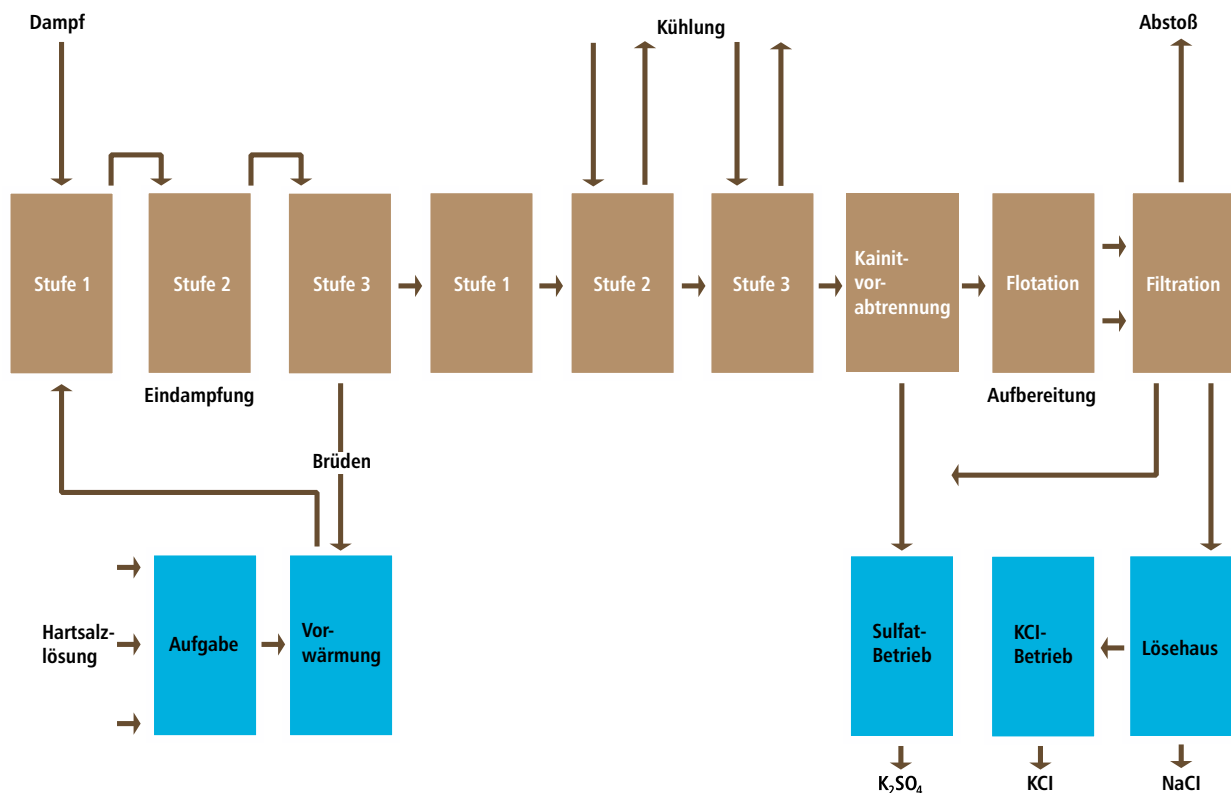 Dampf
Kühlung
Abstoß
Stufe 1
Stufe 2
Stufe 3
Stufe 1
Stufe 2
Stufe 3
Kainit-
vor-
abtrennung
Flotation
Filtration
Eindampfung
Aufbereitung
Brüden
Hartsalz-
lösung
Aufgabe
Vor-
wärmung
Sulfat-
Betrieb
KCl-
Betrieb
Lösehaus
K₂SO₄
KCl
NaCl